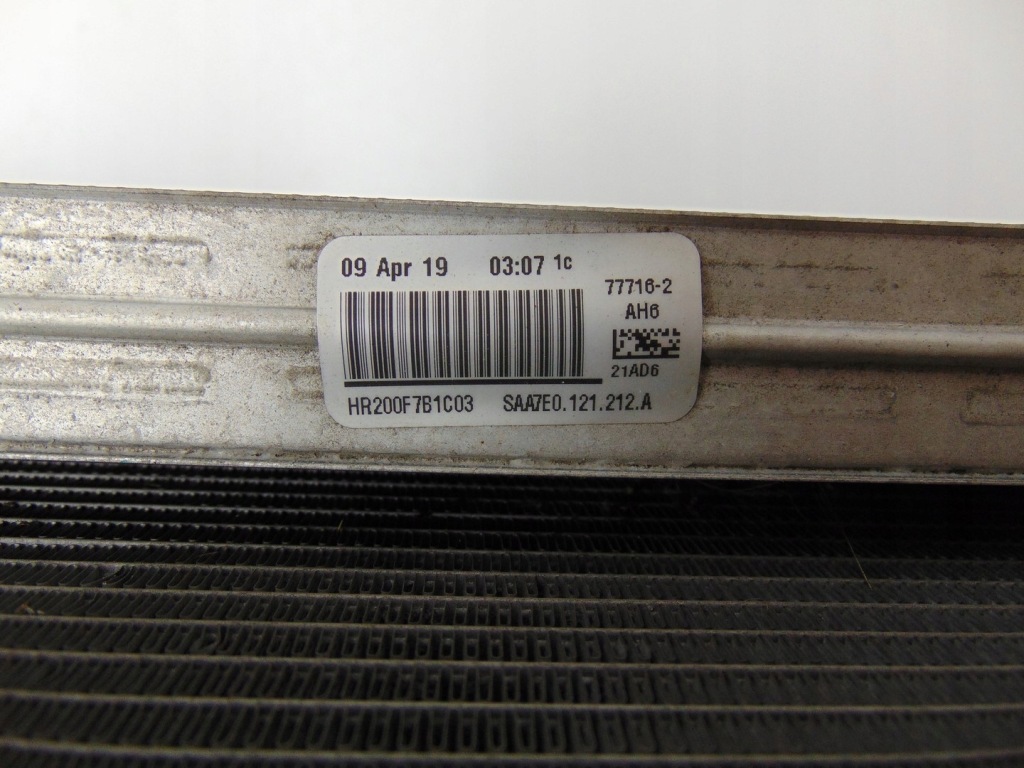 09 Apr 19 03:07 1c
77716-2
AH6
21AD6
HR200F7B1C03 SAA7E0.121.212.A